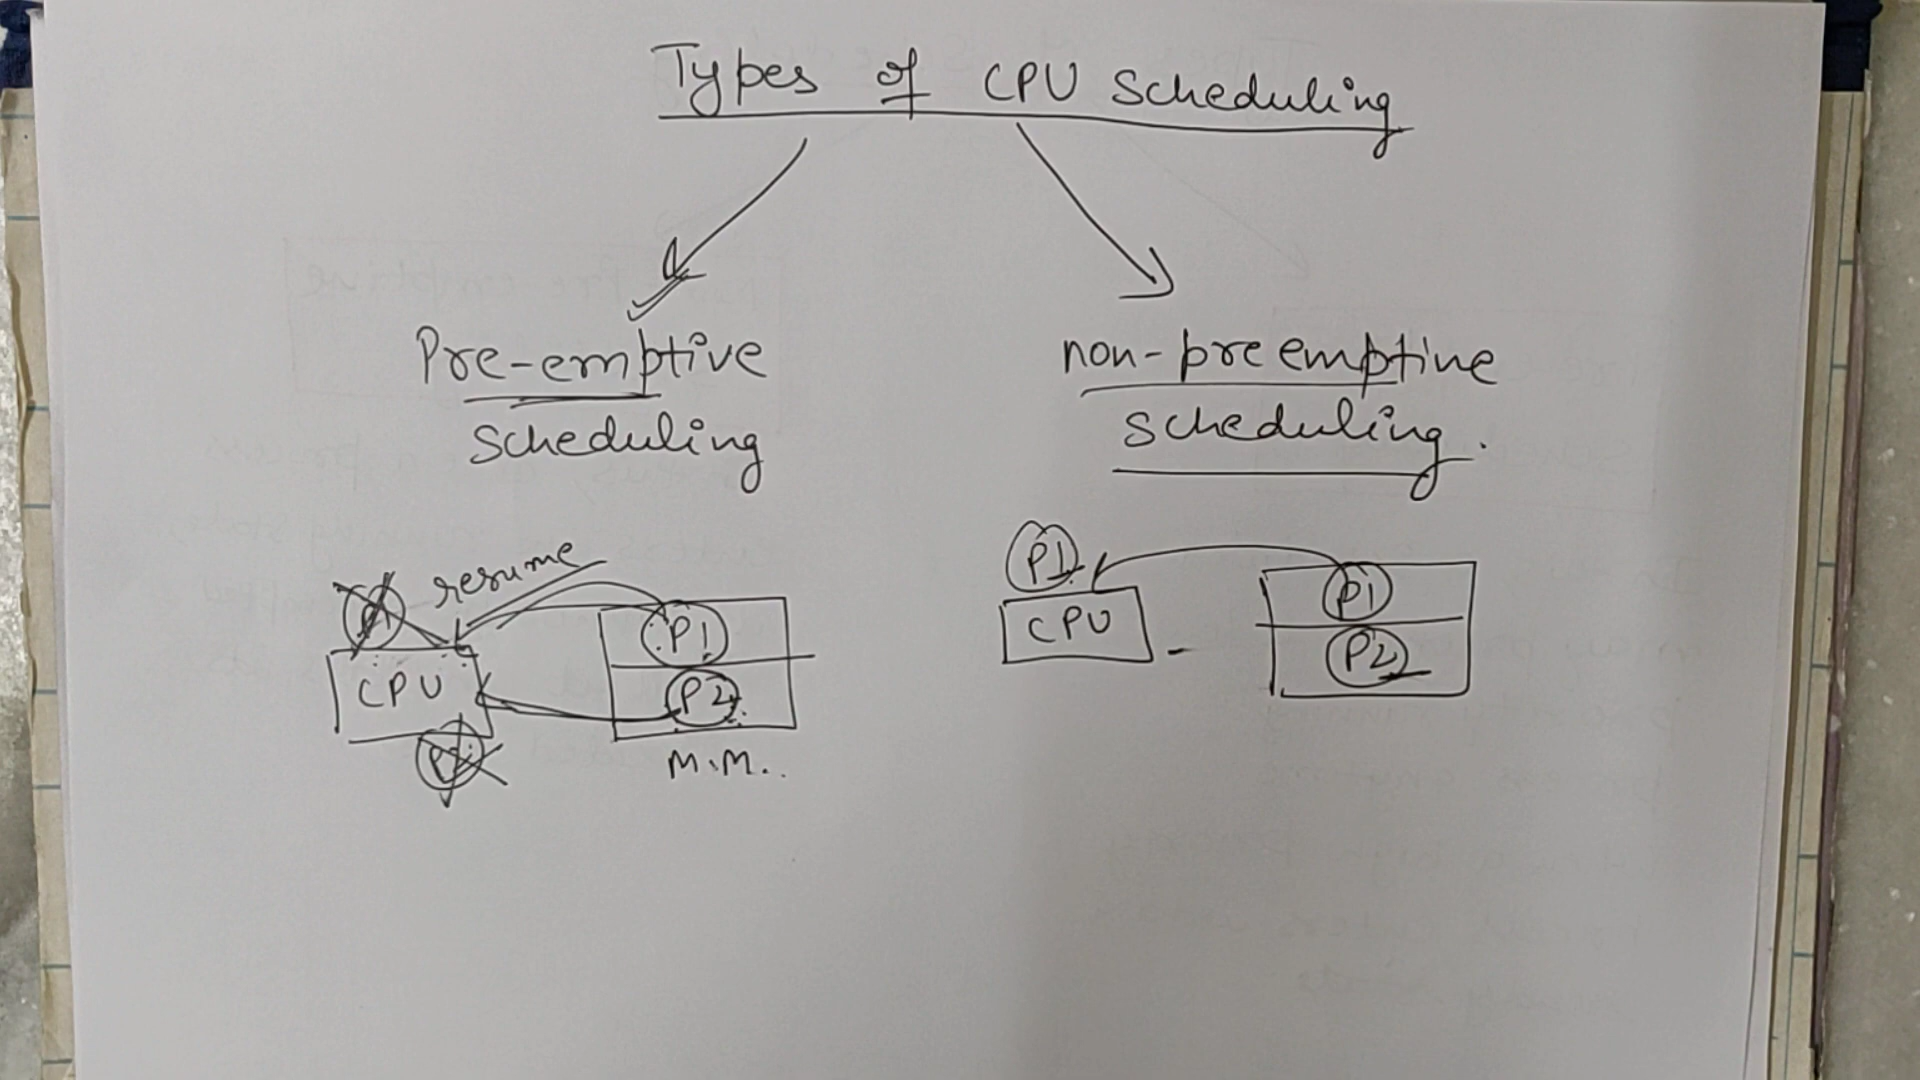 Types of CPU Scheduling
Pre-emptive
scheduling
non-preemptive
scheduling.
resume
P1
P1
CPU
P2
P2
M.M..
P1
P1
CPU
P2